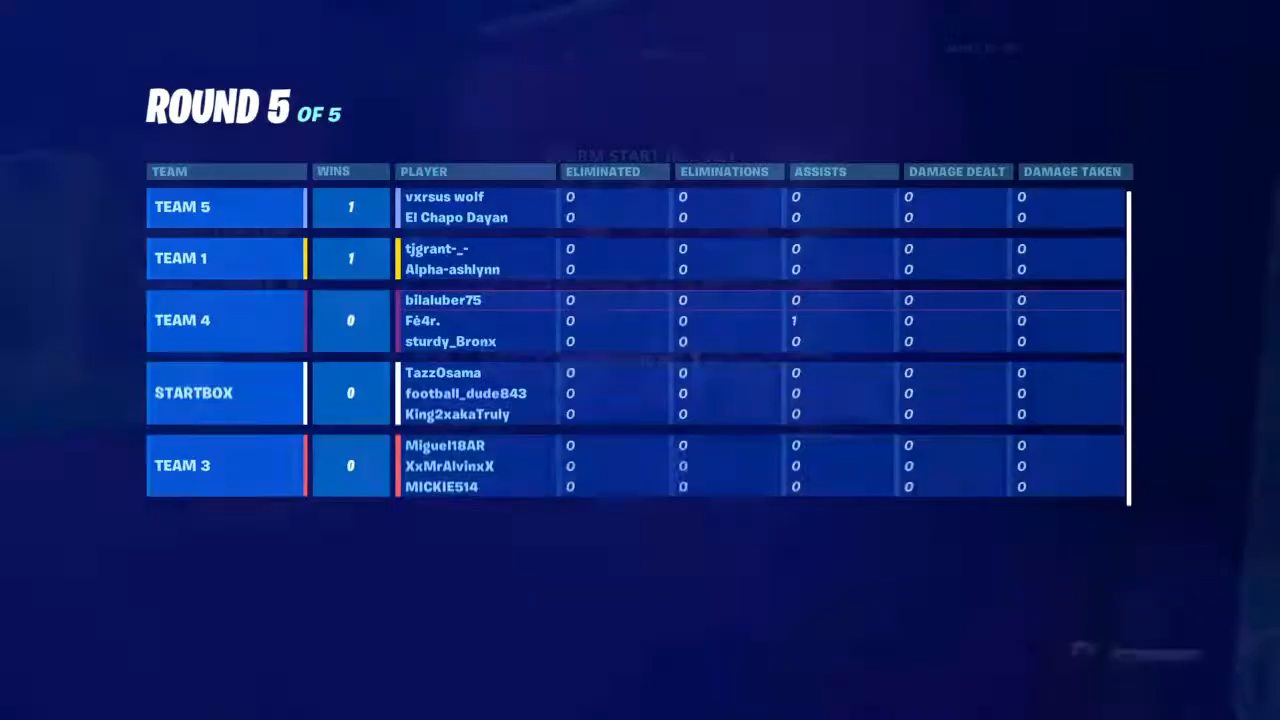 ROUND 5 OF 5
TEAM WINS PLAYER ELIMINATED ELIMINATIONS ASSISTS DAMAGE DEALT DAMAGE TAKEN
TEAM 5 1
vxrsus wolf 0 0 0 0 0
El Chapo Dayan 0 0 0 0 0
TEAM 1 1
tjgrant-_- 0 0 0 0 0
Alpha-ashlynn 0 0 0 0 0
TEAM 4 0
bilaluber75 0 0 0 0 0
Fė4r. 0 0 1 0 0
sturdy_Bronx 0 0 0 0 0
STARTBOX 0
TazzOsama 0 0 0 0 0
football_dude843 0 0 0 0 0
King2xakaTruly 0 0 0 0 0
TEAM 3 0
Miguel18AR 0 0 0 0 0
XxMrAlvinxX 0 0 0 0 0
MICKIE514 0 0 0 0 0